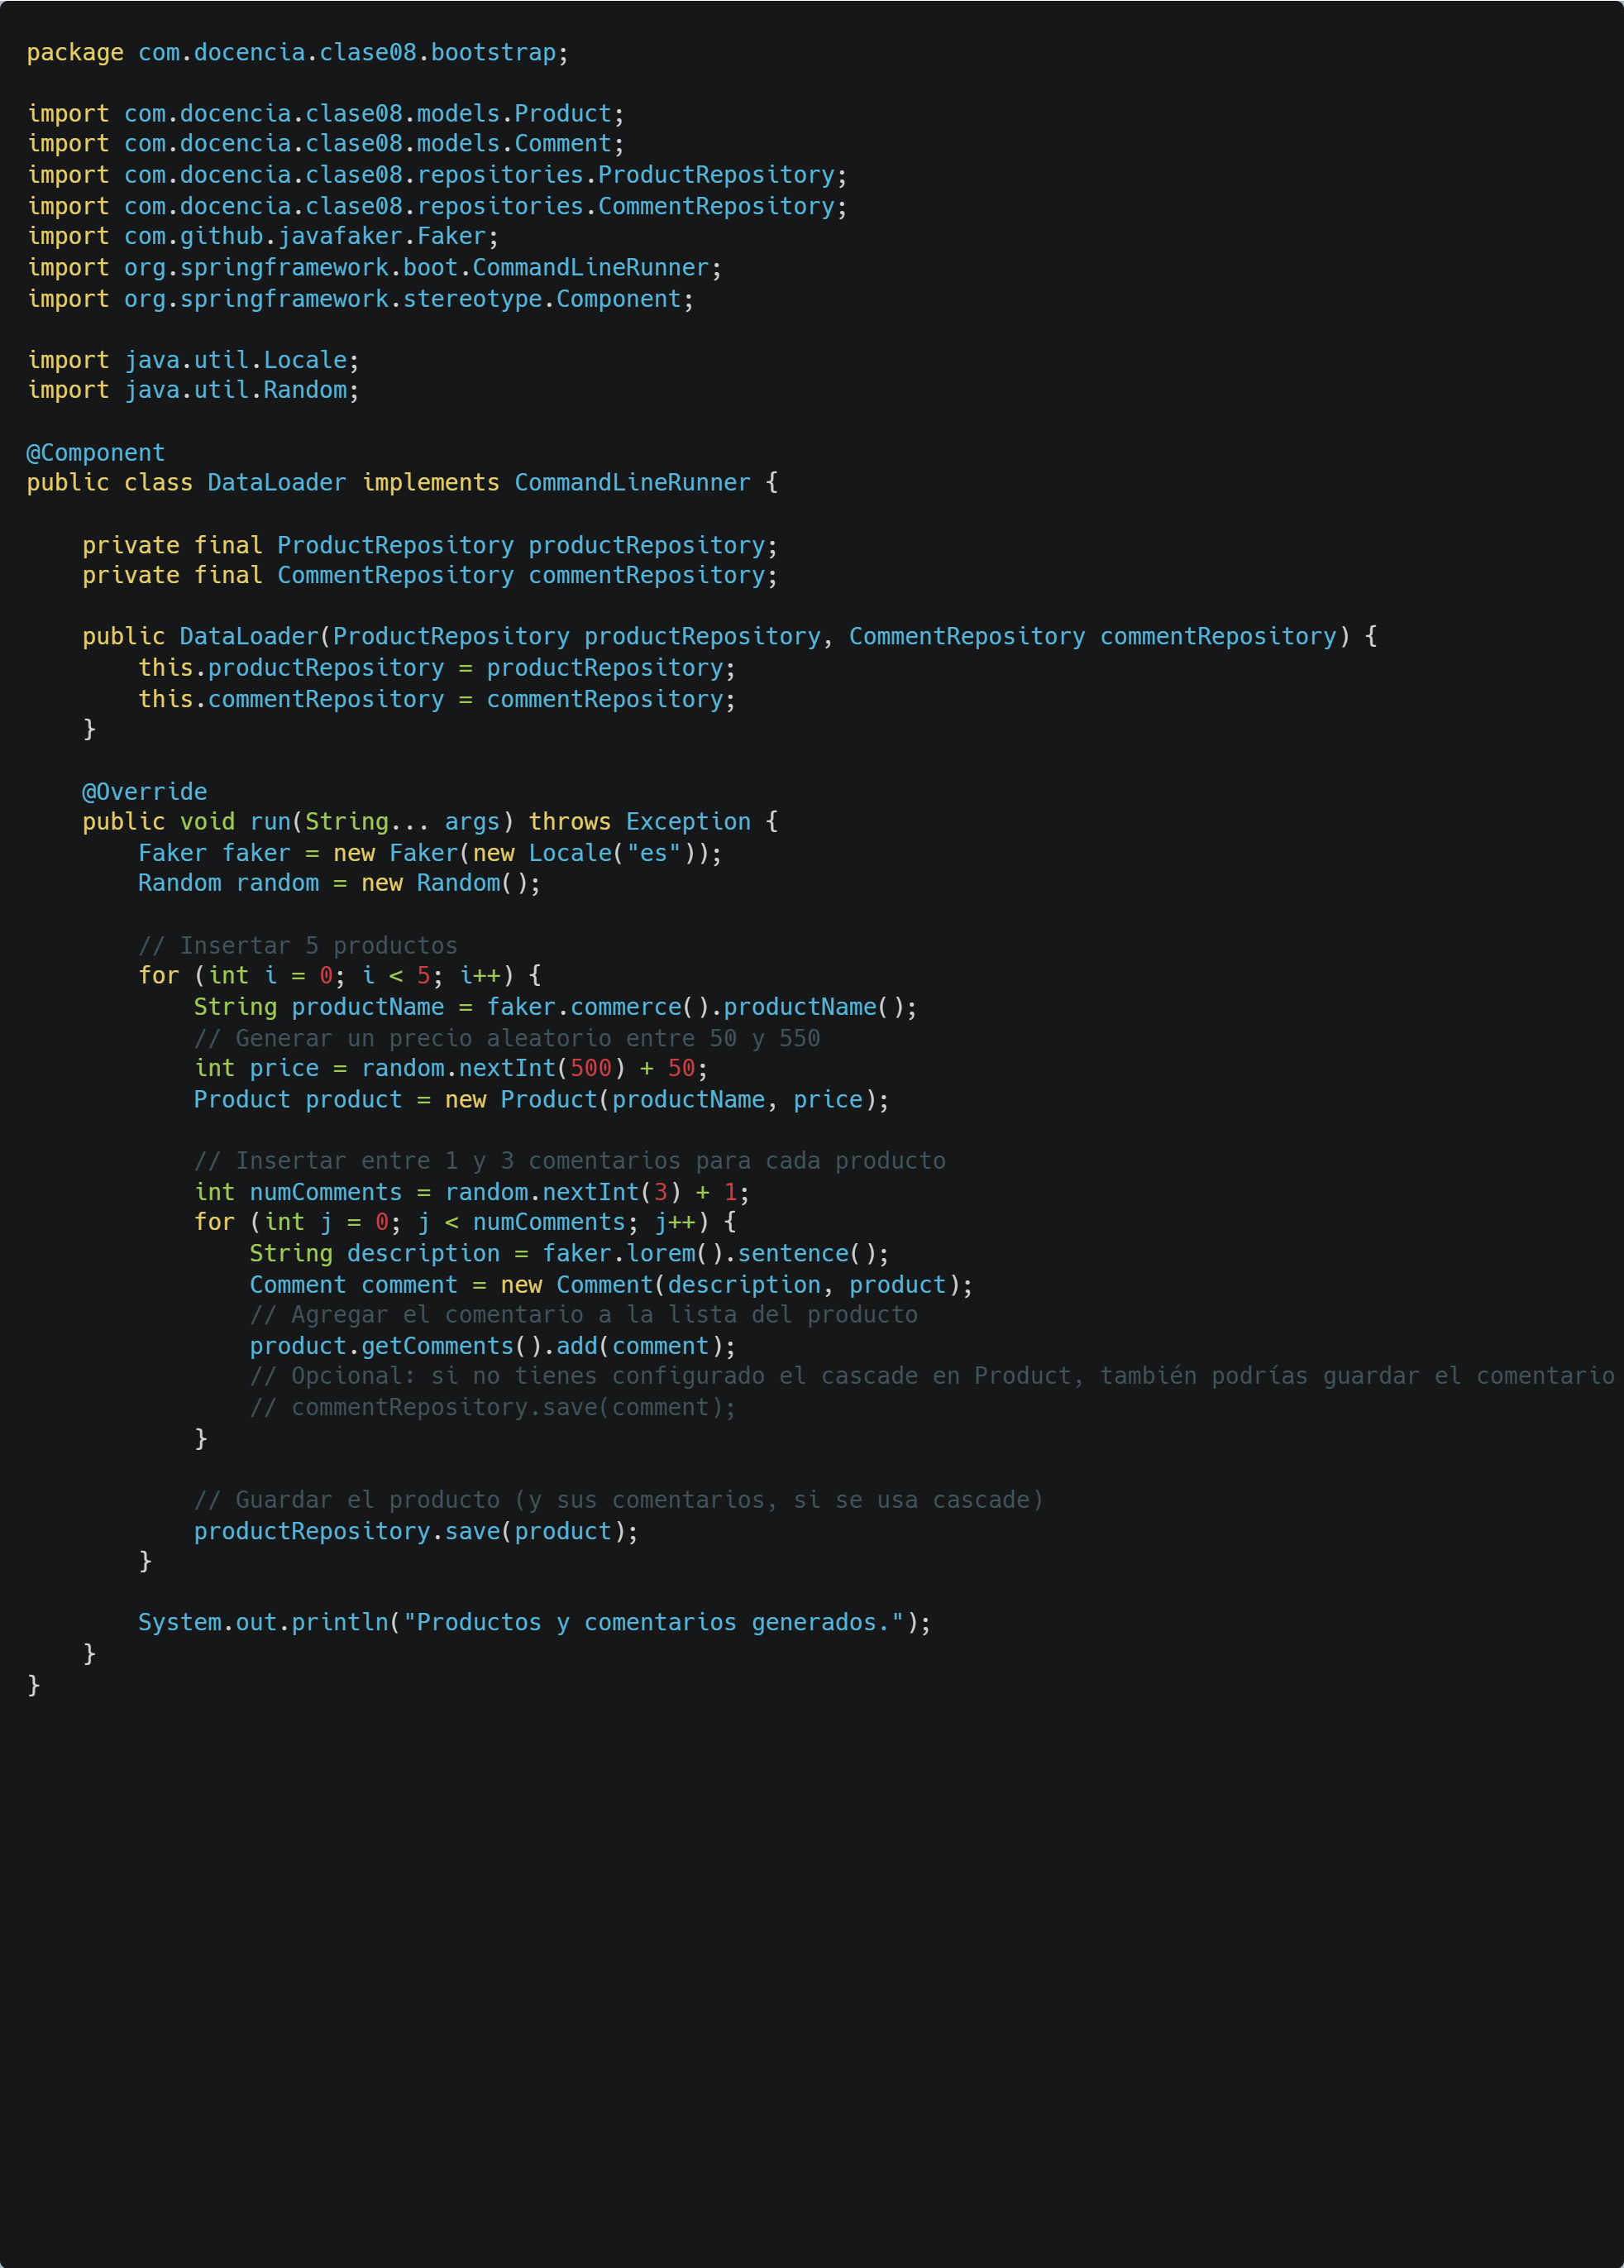 package com.docencia.clase08.bootstrap;

import com.docencia.clase08.models.Product;
import com.docencia.clase08.models.Comment;
import com.docencia.clase08.repositories.ProductRepository;
import com.docencia.clase08.repositories.CommentRepository;
import com.github.javafaker.Faker;
import org.springframework.boot.CommandLineRunner;
import org.springframework.stereotype.Component;

import java.util.Locale;
import java.util.Random;

@Component
public class DataLoader implements CommandLineRunner {

    private final ProductRepository productRepository;
    private final CommentRepository commentRepository;

    public DataLoader(ProductRepository productRepository, CommentRepository commentRepository) {
        this.productRepository = productRepository;
        this.commentRepository = commentRepository;
    }

    @Override
    public void run(String... args) throws Exception {
        Faker faker = new Faker(new Locale("es"));
        Random random = new Random();

        // Insertar 5 productos
        for (int i = 0; i < 5; i++) {
            String productName = faker.commerce().productName();
            // Generar un precio aleatorio entre 50 y 550
            int price = random.nextInt(500) + 50;
            Product product = new Product(productName, price);

            // Insertar entre 1 y 3 comentarios para cada producto
            int numComments = random.nextInt(3) + 1;
            for (int j = 0; j < numComments; j++) {
                String description = faker.lorem().sentence();
                Comment comment = new Comment(description, product);
                // Agregar el comentario a la lista del producto
                product.getComments().add(comment);
                // Opcional: si no tienes configurado el cascade en Product, también podrías guardar el comentario
                // commentRepository.save(comment);
            }

            // Guardar el producto (y sus comentarios, si se usa cascade)
            productRepository.save(product);
        }

        System.out.println("Productos y comentarios generados.");
    }
}